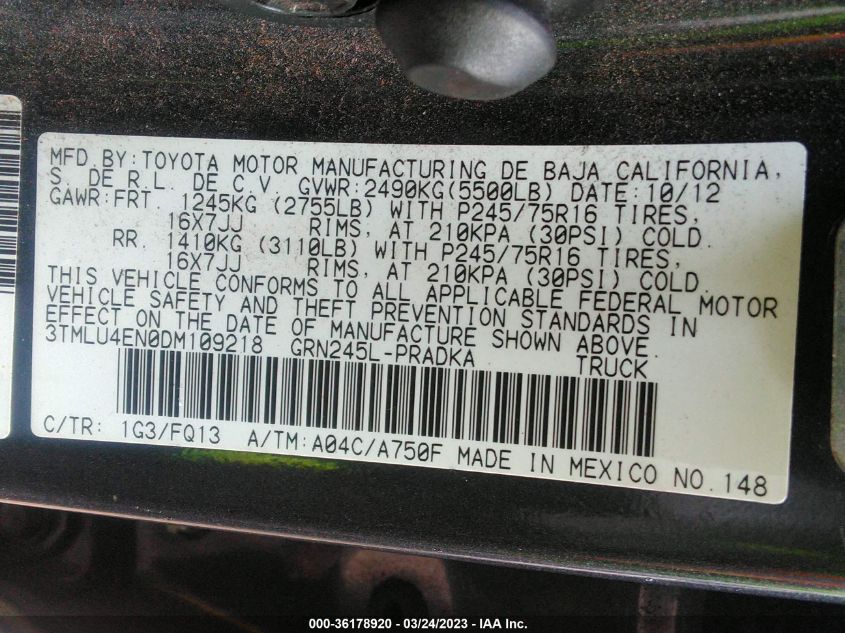 MFD.BY:TOYOTA MOTOR MANUFACTURING DE BAJA CALIFORNIA,
S. DE R.L. DE C.V. GVWR:2490KG(5500LB) DATE:10/12
GAWR:FRT. 1245KG (2755LB) WITH P245/75R16 TIRES,
16X7JJ RIMS, AT 210KPA (30PSI) COLD.
RR. 1410KG (3110LB) WITH P245/75R16 TIRES,
16X7JJ RIMS, AT 210KPA (30PSI) COLD.
THIS VEHICLE CONFORMS TO ALL APPLICABLE FEDERAL MOTOR
VEHICLE SAFETY AND THEFT PREVENTION STANDARDS IN
EFFECT ON THE DATE OF MANUFACTURE SHOWN ABOVE.
3TMLU4EN0DM109218 GRN245L-PRADKA TRUCK
C/TR: 1G3/FQ13 A/TM:A04C/A750F MADE IN MEXICO NO.148
000-36178920 - 03/24/2023 - IAA Inc.